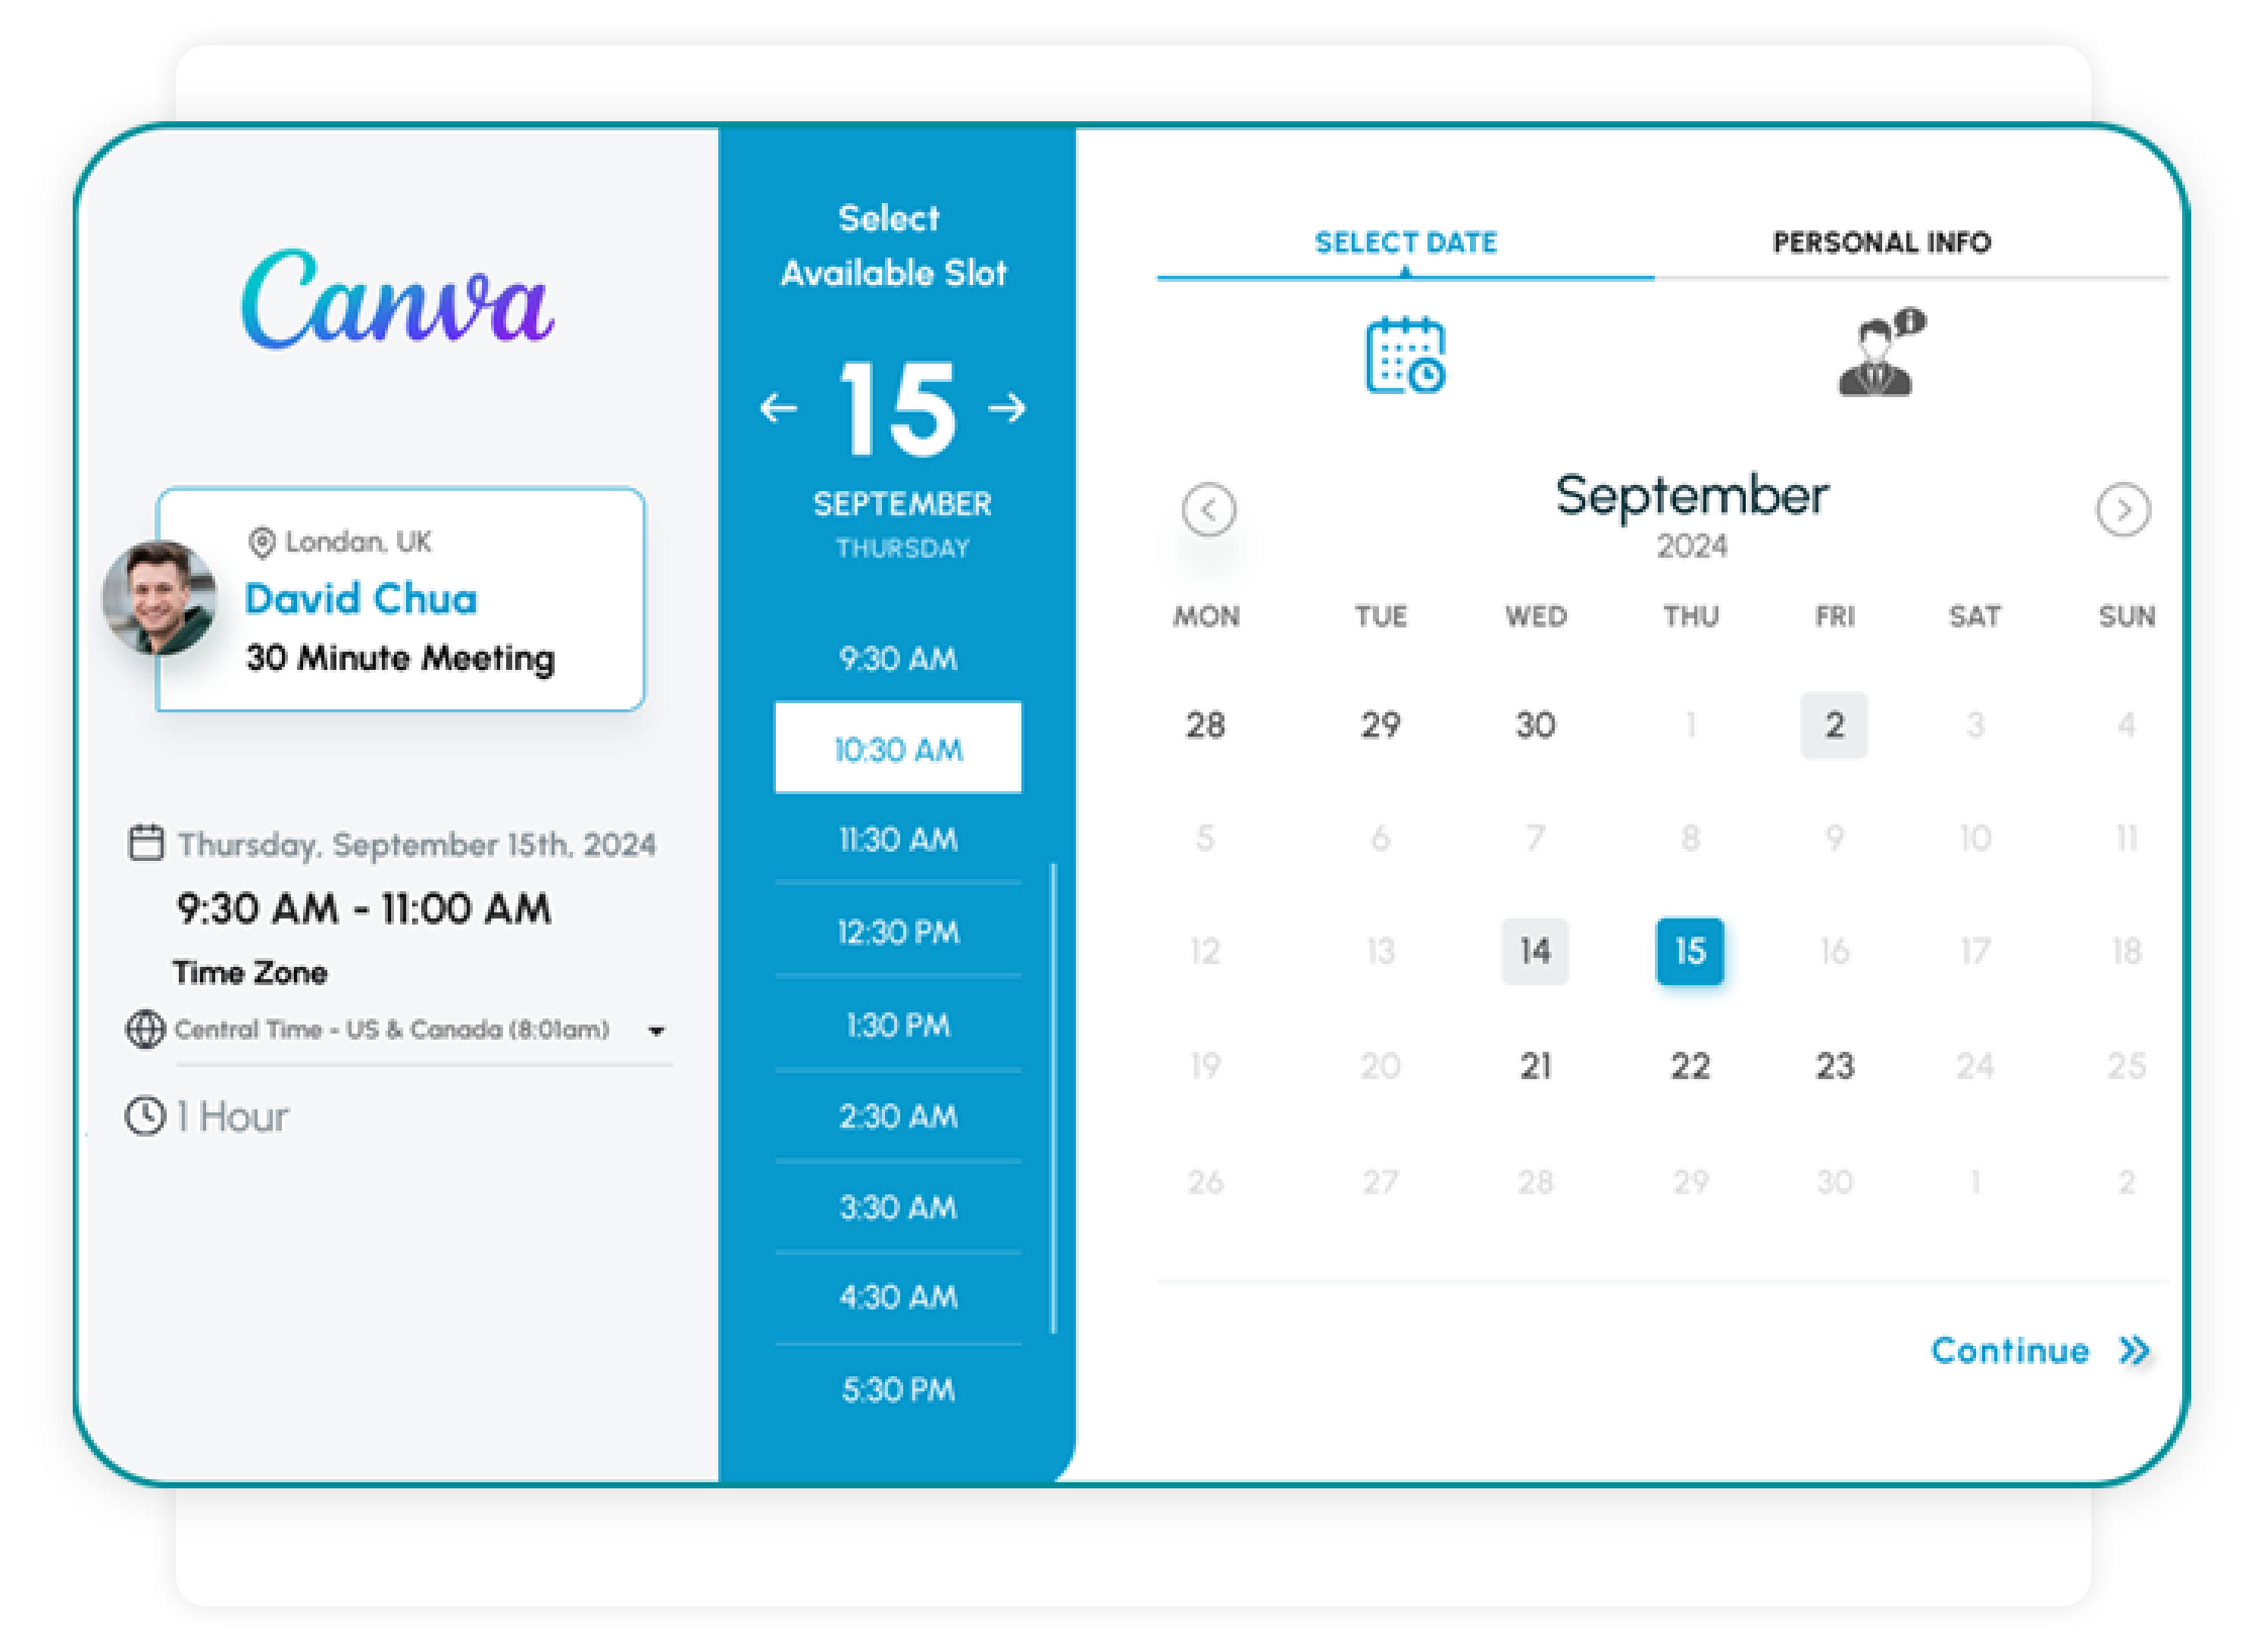 Canva
Londan, UK
David Chua
30 Minute Meeting
Thursday, September 15th, 2024
9:30 AM - 11:00 AM
Time Zone
Central Time - US & Canada (8:01am)
1 Hour
Select
Available Slot
15
SEPTEMBER
THURSDAY
9:30 AM
10:30 AM
11:30 AM
12:30 PM
1:30 PM
2:30 AM
3:30 AM
4:30 AM
5:30 PM
SELECT DATE PERSONAL INFO
September
2024
MON TUE WED THU FRI SAT SUN
28 29 30 1 2 3 4
5 6 7 8 9 10 11
12 13 14 15 16 17 18
19 20 21 22 23 24 25
26 27 28 29 30 1 2
Continue